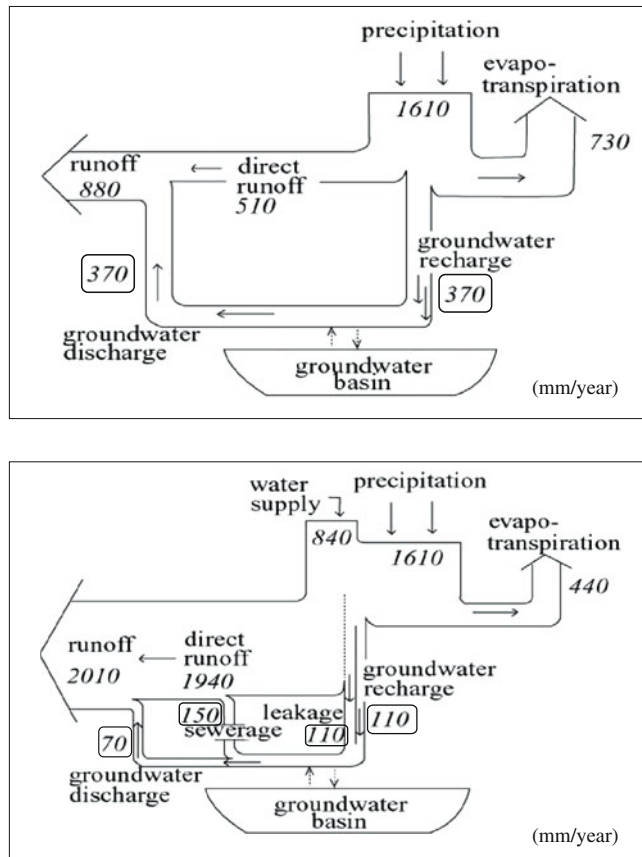 precipitation
evapo-
transpiration
1610
730
runoff
880
direct
runoff
510
groundwater
recharge
370
370
groundwater
discharge
groundwater
basin
(mm/year)
water
supply
precipitation
evapo-
transpiration
840
1610
440
runoff
2010
direct
runoff
1940
groundwater
recharge
150
sewerage
leakage
110
110
70
groundwater
discharge
groundwater
basin
(mm/year)